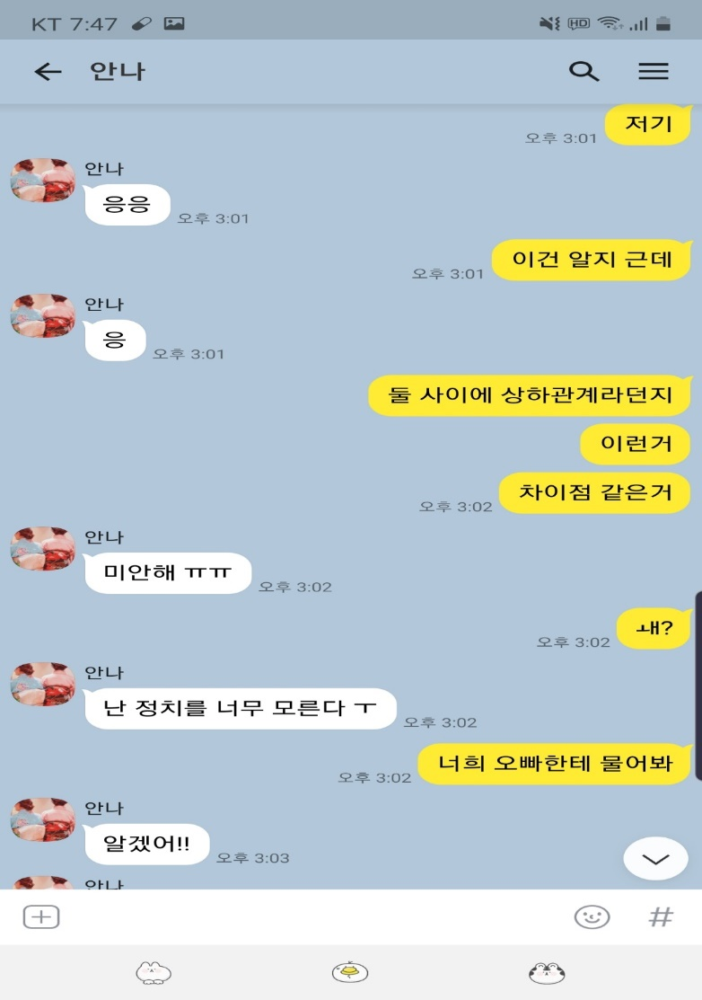 KT 7:47
HD
안나
저기
오후 3:01
안나
응응
오후 3:01
이건 알지 근데
오후 3:01
안나
응
오후 3:01
둘 사이에 상하관계라던지
이런거
차이점 같은거
오후 3:02
안나
미안해 ㅠㅠ
오후 3:02
ㅙ?
오후 3:02
안나
난 정치를 너무 모른다 ㅜ
오후 3:02
너희 오빠한테 물어봐
오후 3:02
안나
알겠어!!
오후 3:03
안나
#